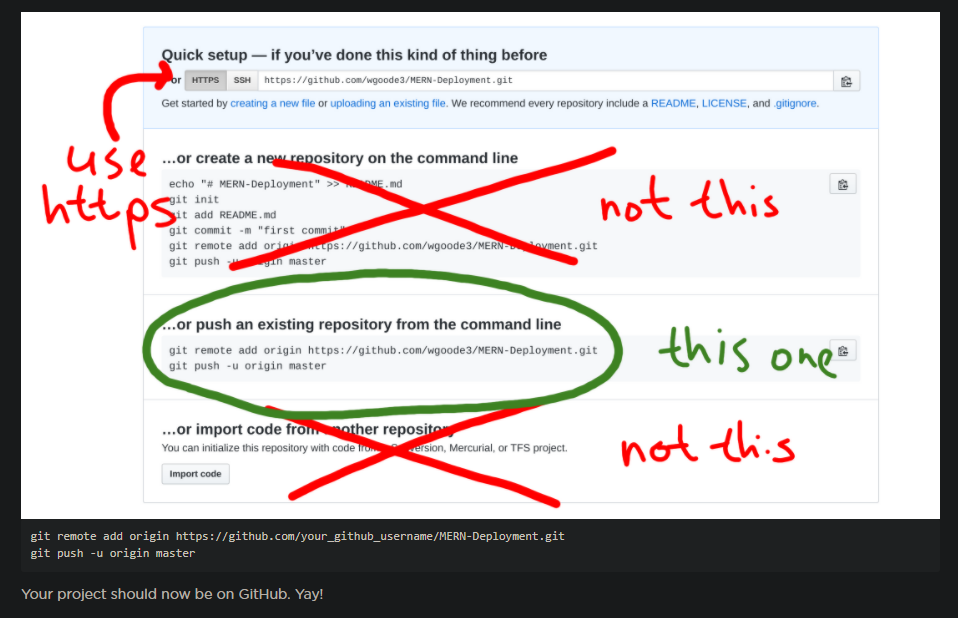 Quick setup — if you've done this kind of thing before
or HTTPS SSH https://github.com/wgoode3/MERN-Deployment.git
Get started by creating a new file or uploading an existing file. We recommend every repository include a README, LICENSE, and .gitignore.
use
https
…or create a new repository on the command line
echo "# MERN-Deployment" >> README.md
git init
git add README.md
git commit -m "first commit"
git remote add origin https://github.com/wgoode3/MERN-Deployment.git
git push -u origin master
not this
…or push an existing repository from the command line
git remote add origin https://github.com/wgoode3/MERN-Deployment.git
git push -u origin master
this one
…or import code from another repository
You can initialize this repository with code from a Subversion, Mercurial, or TFS project.
Import code
not this
git remote add origin https://github.com/your_github_username/MERN-Deployment.git
git push -u origin master
Your project should now be on GitHub. Yay!